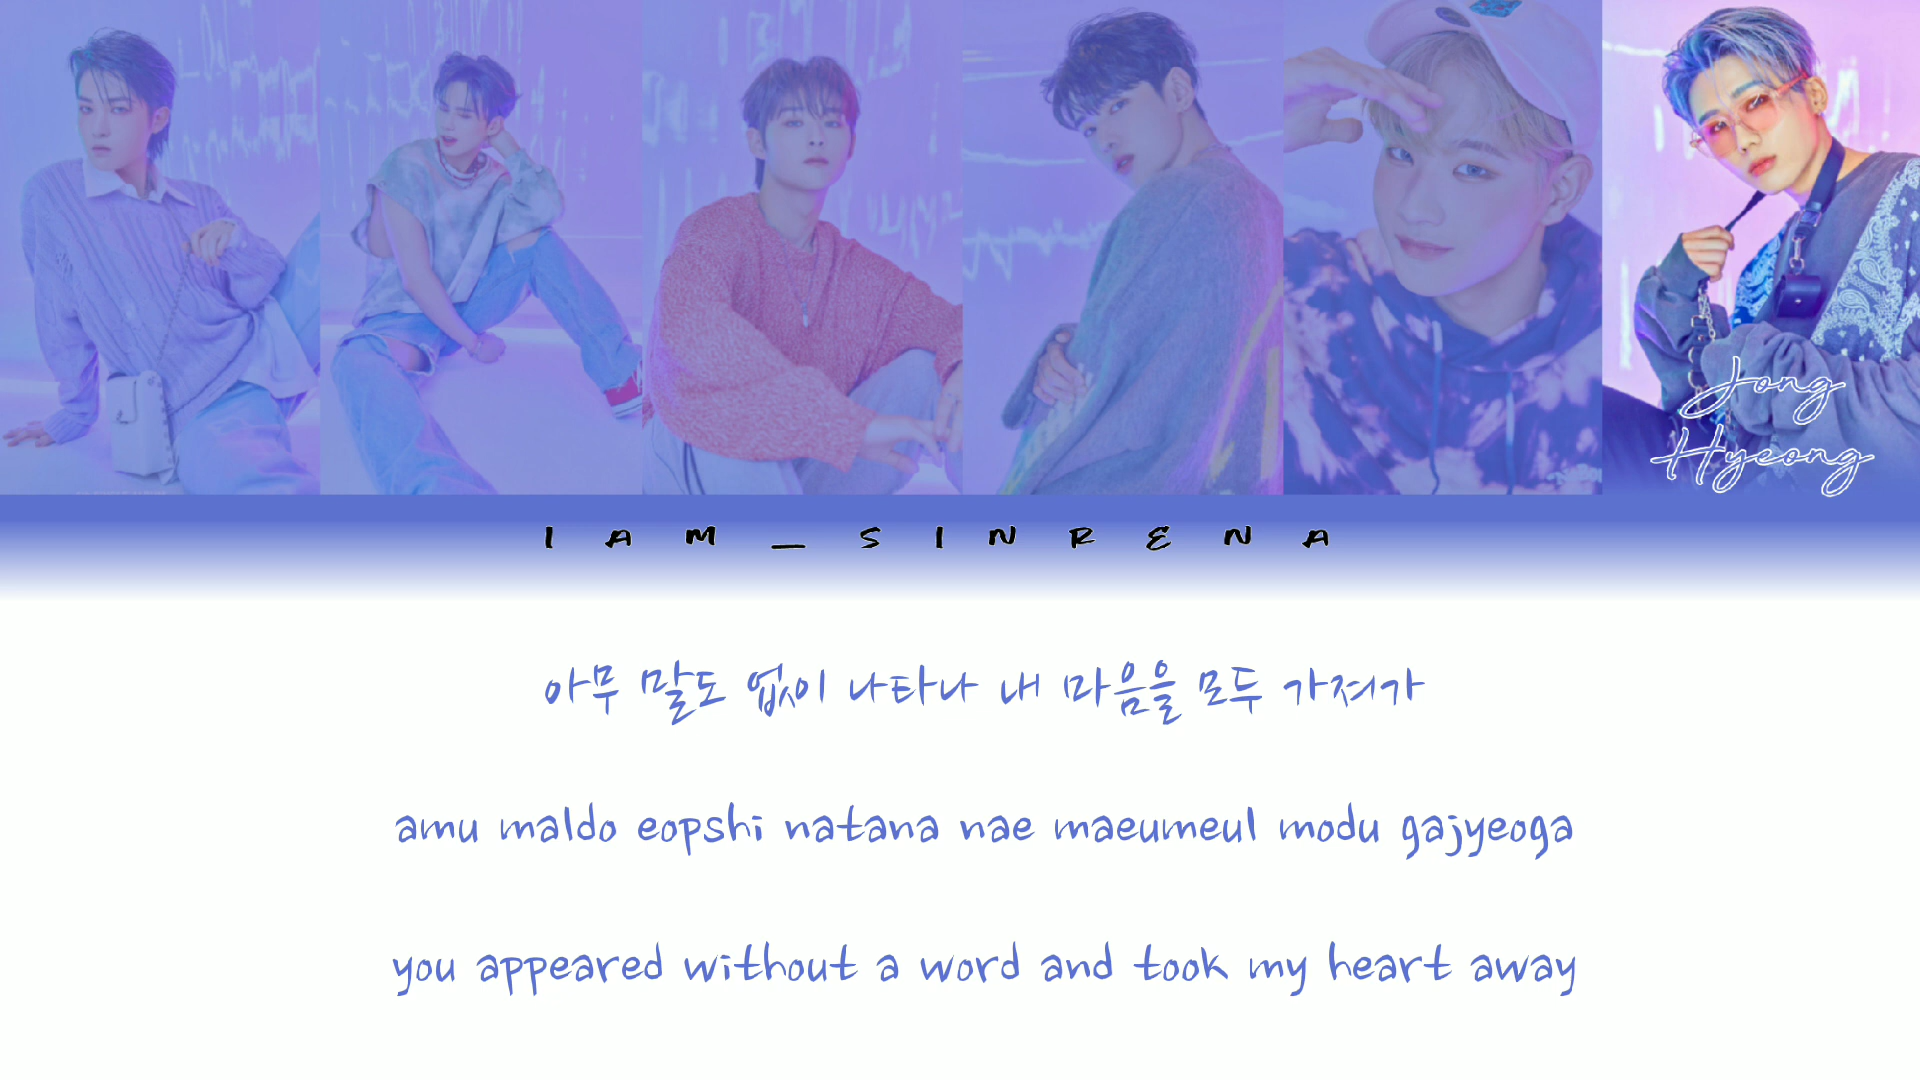 Jong
Hyeong
I A M _ S I N R E N A
아무 말도 없이 나타나 내 마음을 모두 가져가
amu maldo eopshi natana nae maeumeul modu gajyeoga
you appeared without a word and took my heart away